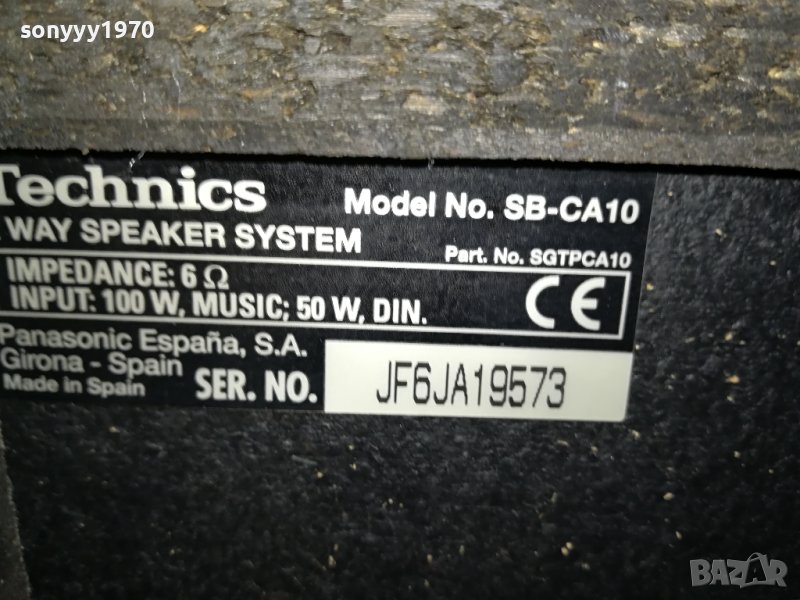 sonyyy1970
Technics
Model No. SB-CA10
WAY SPEAKER SYSTEM
Part. No. SGTPCA10
IMPEDANCE: 6 Ω
INPUT: 100 W, MUSIC; 50 W, DIN.
CE
Panasonic España, S.A.
Girona - Spain
Made in Spain
SER. NO.
JF6JA19573
BAZAR